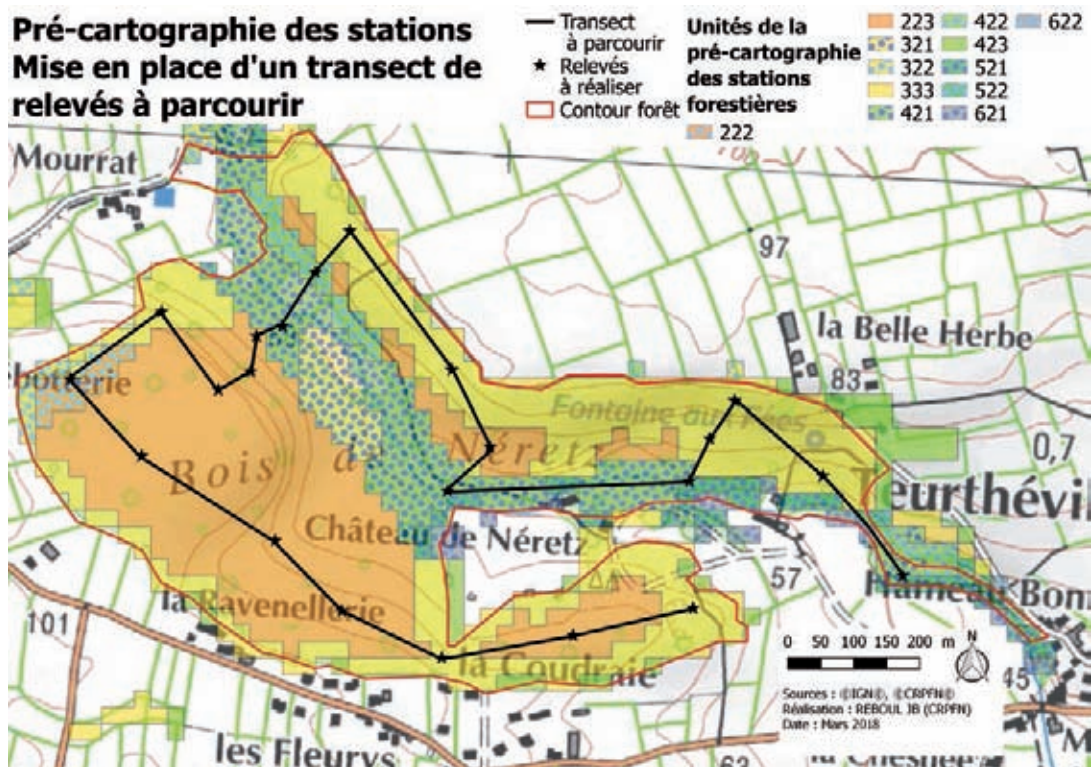 Pré-cartographie des stations
Mise en place d'un transect de
relevés à parcourir
Transect
à parcourir
Relevés
à réaliser
Contour forêt
Unités de la
pré-cartographie
des stations
forestières
222
223
321
322
333
421
422
423
521
522
621
622
Mourrat
97
la Belle Herbe
83
Fontaine aux Fées
0,7
Bois de Néretz
Teurthévil
Château de Néretz
la Ravenellerie
57
Hameau Bon
101
la Coudraie
45
les Fleurys
63
0 50 100 150 200 m
N
Sources : ©IGN©, ©CRPFN©
Réalisation : REBOUL JB (CRPFN)
Date : Mars 2018